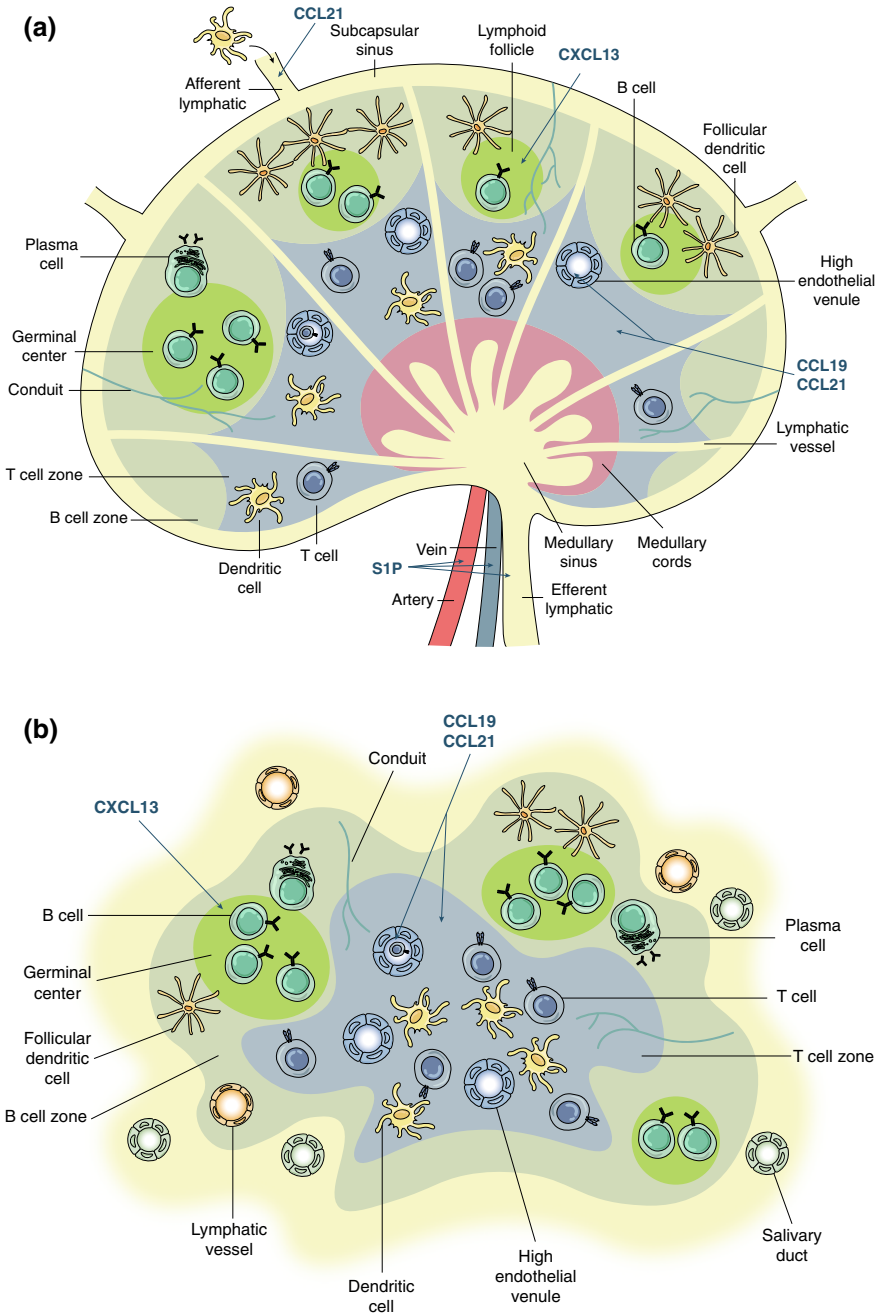 (a)
CCL21
Subcapsular
sinus
Lymphoid
follicle
CXCL13
B cell
Afferent
lymphatic
Follicular
dendritic
cell
Plasma
cell
High
endothelial
venule
Germinal
center
CCL19
CCL21
Conduit
Lymphatic
vessel
T cell zone
B cell zone
Dendritic
cell
T cell
Vein
S1P
Artery
Efferent
lymphatic
Medullary
sinus
Medullary
cords
(b)
CCL19
CCL21
Conduit
CXCL13
B cell
Germinal
center
Follicular
dendritic
cell
B cell zone
Plasma
cell
T cell
T cell zone
Lymphatic
vessel
Dendritic
cell
High
endothelial
venule
Salivary
duct